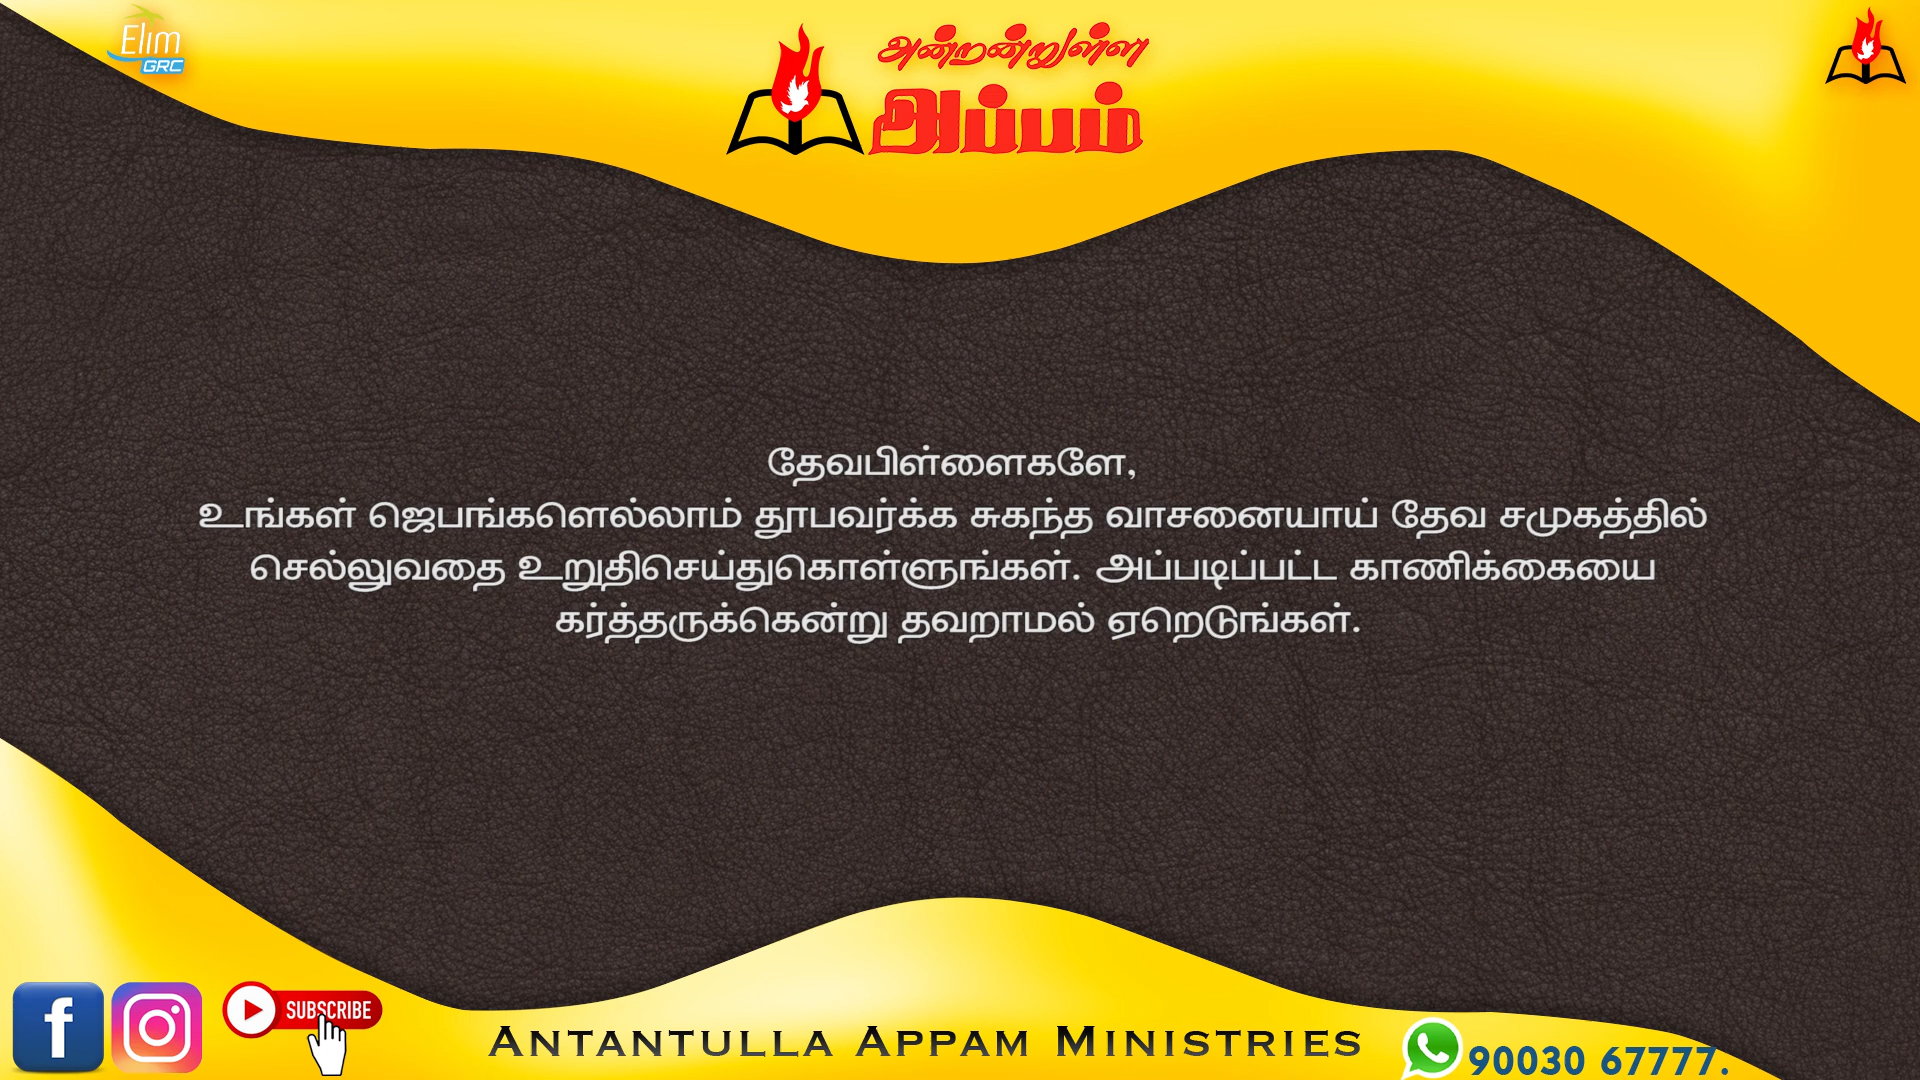 Elim
GRC
அன்றன்றுள்ள
அப்பம்
தேவபிள்ளைகளே,
உங்கள் ஜெபங்களெல்லாம் தூபவர்க்க சுகந்த வாசனையாய் தேவ சமுகத்தில்
செல்லுவதை உறுதிசெய்துகொள்ளுங்கள். அப்படிப்பட்ட காணிக்கையை
கர்த்தருக்கென்று தவறாமல் ஏறெடுங்கள்.
f
SUBSCRIBE
ANTANTULLA APPAM MINISTRIES
90030 67777.